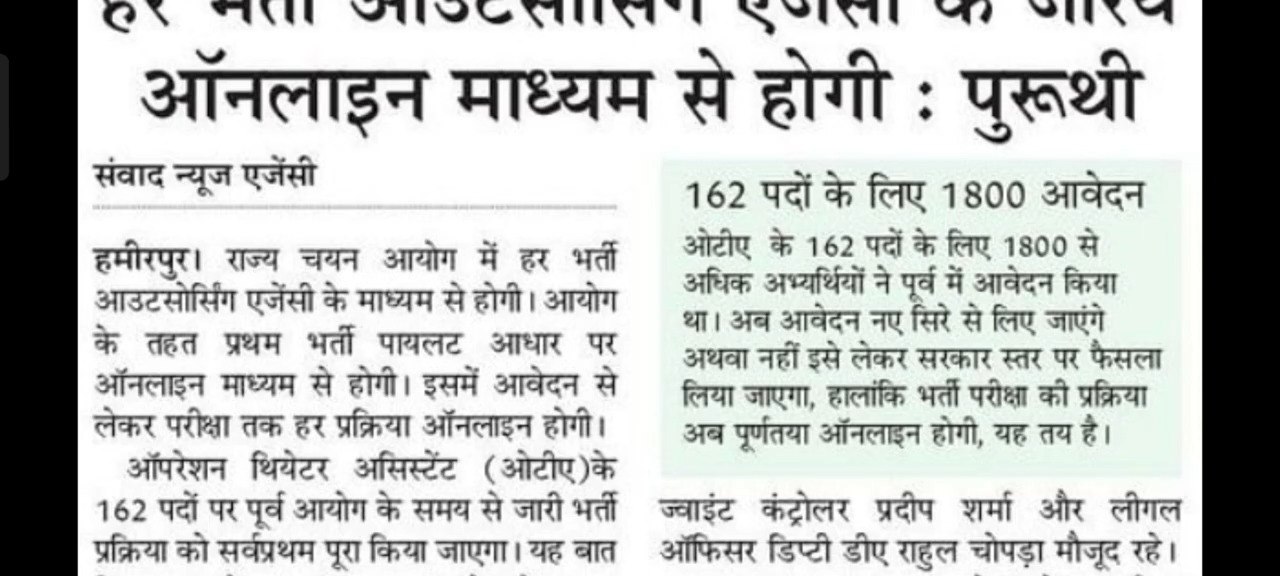 हर भर्ती आउटसोर्सिंग एजेंसी के जरिये
ऑनलाइन माध्यम से होगी : पुरूथी
संवाद न्यूज एजेंसी
हमीरपुर। राज्य चयन आयोग में हर भर्ती
आउटसोर्सिंग एजेंसी के माध्यम से होगी। आयोग
के तहत प्रथम भर्ती पायलट आधार पर
ऑनलाइन माध्यम से होगी। इसमें आवेदन से
लेकर परीक्षा तक हर प्रक्रिया ऑनलाइन होगी।
ऑपरेशन थियेटर असिस्टेंट (ओटीए)के
162 पदों पर पूर्व आयोग के समय से जारी भर्ती
प्रक्रिया को सर्वप्रथम पूरा किया जाएगा। यह बात
162 पदों के लिए 1800 आवेदन
ओटीए के 162 पदों के लिए 1800 से
अधिक अभ्यर्थियों ने पूर्व में आवेदन किया
था। अब आवेदन नए सिरे से लिए जाएंगे
अथवा नहीं इसे लेकर सरकार स्तर पर फैसला
लिया जाएगा, हालांकि भर्ती परीक्षा की प्रक्रिया
अब पूर्णतया ऑनलाइन होगी, यह तय है।
ज्वाइंट कंट्रोलर प्रदीप शर्मा और लीगल
ऑफिसर डिप्टी डीए राहुल चोपड़ा मौजूद रहे।